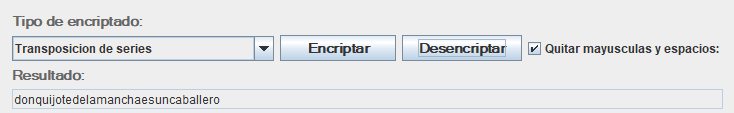 Tipo de encriptado:
Transposicion de series Encriptar Desencriptar Quitar mayusculas y espacios:
Resultado:
donquijotedelamanchaesuncaballero